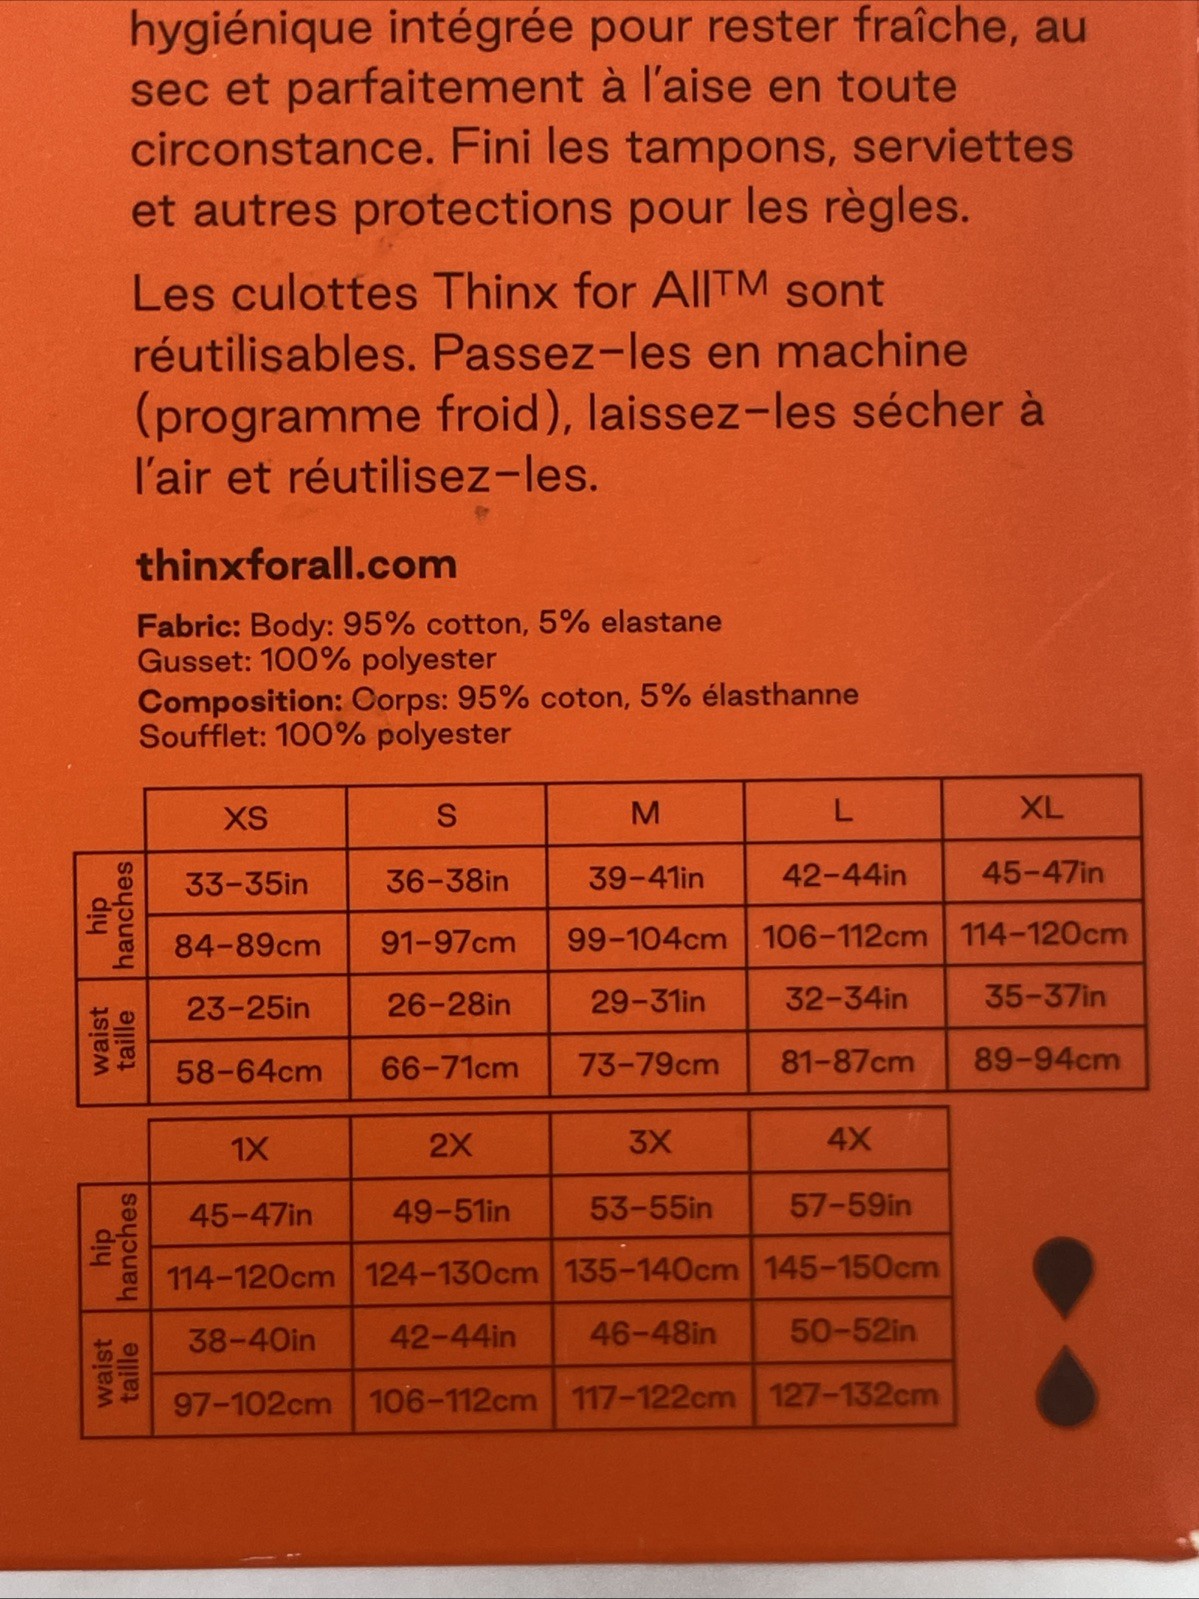 hygiénique intégrée pour rester fraîche, au
sec et parfaitement à l'aise en toute
circonstance. Fini les tampons, serviettes
et autres protections pour les règles.
Les culottes Thinx for All™ sont
réutilisables. Passez-les en machine
(programme froid), laissez-les sécher à
l'air et réutilisez-les.
thinxforall.com
Fabric: Body: 95% cotton, 5% elastane
Gusset: 100% polyester
Composition: Corps: 95% coton, 5% élasthanne
Soufflet: 100% polyester
XS S M L XL
hip
hanches
33-35in 36-38in 39-41in 42-44in 45-47in
84-89cm 91-97cm 99-104cm 106-112cm 114-120cm
waist
taille
23-25in 26-28in 29-31in 32-34in 35-37in
58-64cm 66-71cm 73-79cm 81-87cm 89-94cm
1X 2X 3X 4X
hip
hanches
45-47in 49-51in 53-55in 57-59in
114-120cm 124-130cm 135-140cm 145-150cm
waist
taille
38-40in 42-44in 46-48in 50-52in
97-102cm 106-112cm 117-122cm 127-132cm